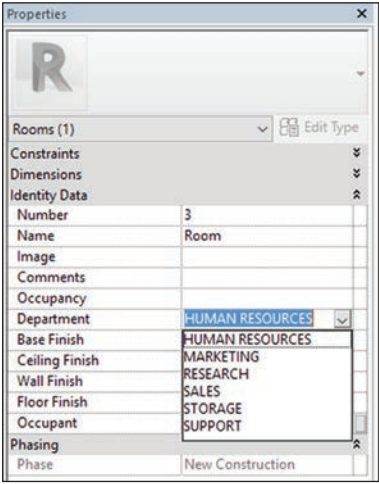 Properties
R
Rooms (1)
Edit Type
Constraints
Dimensions
Identity Data
Number 3
Name Room
Image
Comments
Occupancy
Department HUMAN RESOURCES
Base Finish HUMAN RESOURCES
Ceiling Finish MARKETING
RESEARCH
Wall Finish SALES
Floor Finish STORAGE
Occupant SUPPORT
Phasing
Phase New Construction